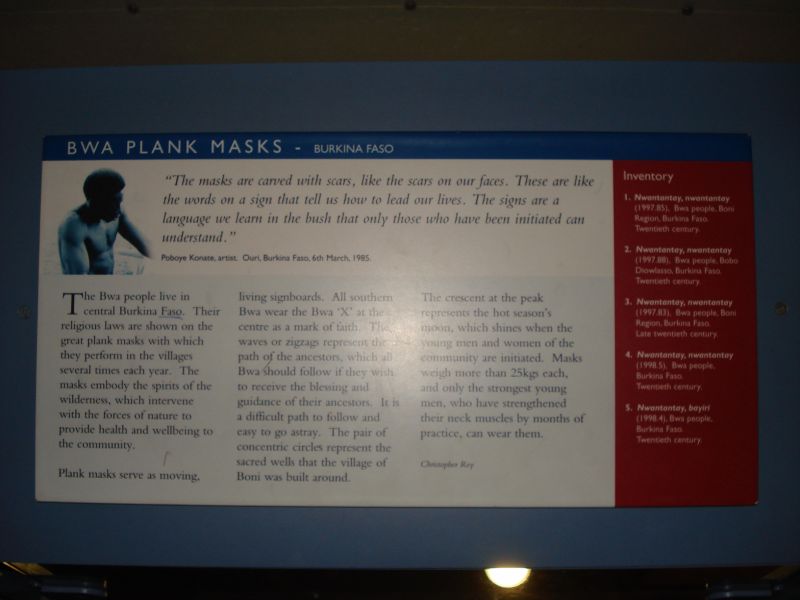 BWA PLANK MASKS - BURKINA FASO
"The masks are carved with scars, like the scars on our faces. These are like
the words on a sign that tell us how to lead our lives. The signs are a
language we learn in the bush that only those who have been initiated can
understand."
Poboye Konate, artist. Ouri, Burkina Faso, 6th March, 1985.
The Bwa people live in
central Burkina Faso. Their
religious laws are shown on the
great plank masks with which
they perform in the villages
several times each year. The
masks embody the spirits of the
wilderness, which intervene
with the forces of nature to
provide health and wellbeing to
the community.
Plank masks serve as moving,
living signboards. All southern
Bwa wear the Bwa 'X' at the
centre as a mark of faith. The
waves or zigzags represent the
path of the ancestors, which all
Bwa should follow if they wish
to receive the blessing and
guidance of their ancestors. It is
a difficult path to follow and
easy to go astray. The pair of
concentric circles represent the
sacred wells that the village of
Boni was built around.
The crescent at the peak
represents the hot season's
moon, which shines when the
young men and women of the
community are initiated. Masks
weigh more than 25kgs each,
and only the strongest young
men, who have strengthened
their neck muscles by months of
practice, can wear them.
Christopher Roy
Inventory
1. Nwantantay, nwantantay
(1997.85). Bwa people, Boni
Region, Burkina Faso.
Twentieth century.
2. Nwantantay, nwantantay
(1997.88). Bwa people, Bobo
Diowlasso, Burkina Faso.
Twentieth century.
3. Nwantantay, nwantantay
(1997.83). Bwa people, Boni
Region, Burkina Faso.
Late twentieth century.
4. Nwantantay, nwantantay
(1998.5). Bwa people,
Burkina Faso.
Twentieth century.
5. Nwantantay, bayiri
(1998.4), Bwa people,
Burkina Faso.
Twentieth century.